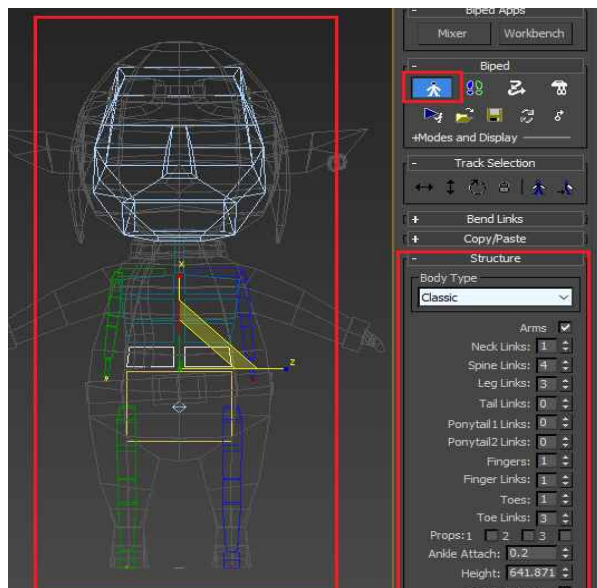 Biped Apps
Mixer
Workbench
- Biped
+Modes and Display
- Track Selection
+ Bend Links
+ Copy/Paste
- Structure
Body Type
Classic
Arms
Neck Links: 1
Spine Links: 4
Leg Links: 3
Tail Links: 0
Ponytail1 Links: 0
Ponytail2 Links: 0
Fingers: 1
Finger Links: 1
Toes: 1
Toe Links: 3
Props: 1 2 3
Ankle Attach: 0.2
Height: 641.871
x
z